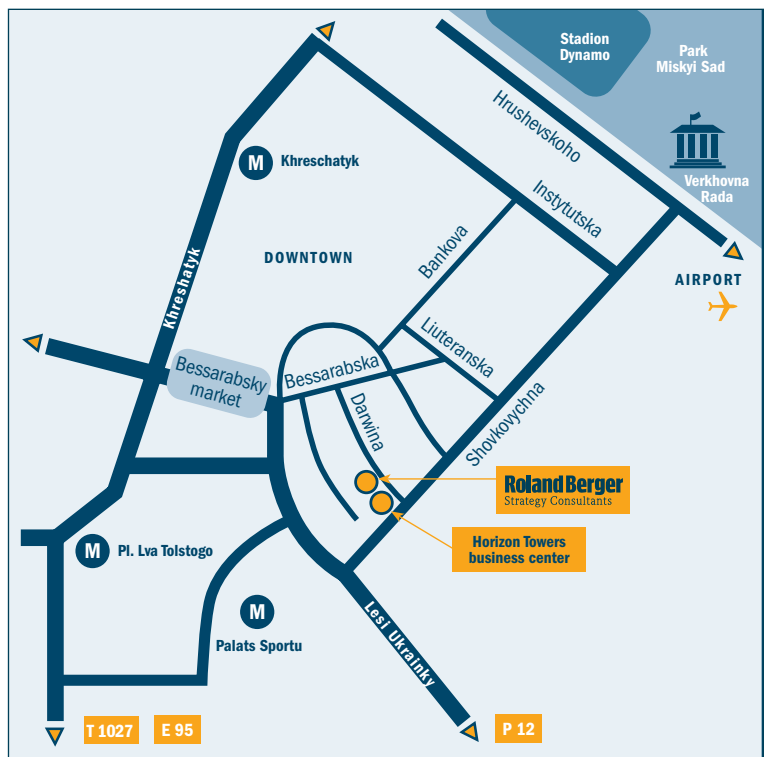 Stadion
Dynamo
Park
Miskyi Sad
Hrushevskoho
Verkhovna
Rada
M
Khreschatyk
Instytutska
Bankova
DOWNTOWN
AIRPORT
Khreshatyk
Liuteranska
Bessarabsky
market
Bessarabska
Darwina
Shovkovychna
Roland Berger
Strategy Consultants
Horizon Towers
business center
M
Pl. Lva Tolstogo
M
Palats Sportu
Lesi Ukrainky
T 1027
E 95
P 12